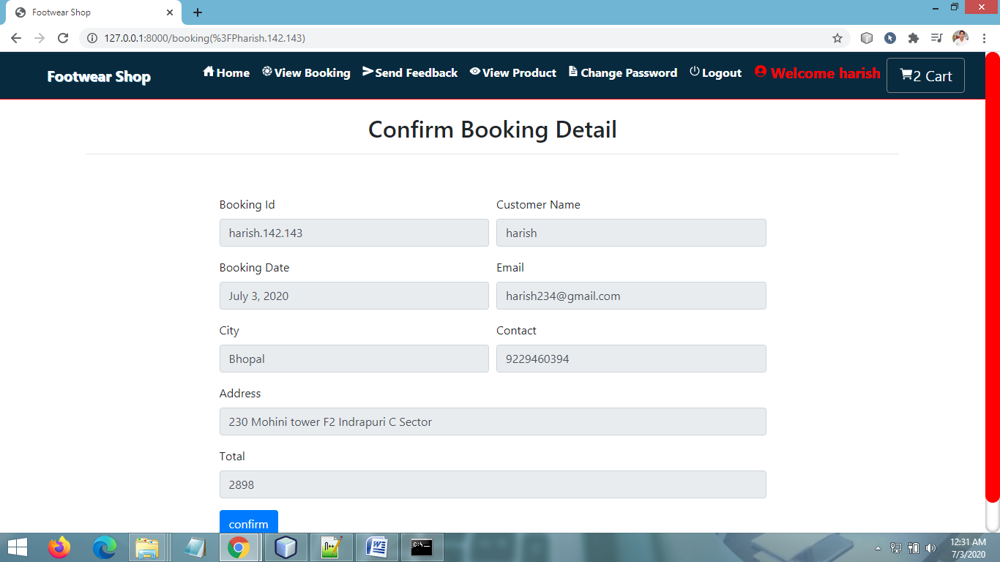 Footwear Shop
127.0.0.1:8000/booking(%3FPharish.142.143)
Footwear Shop Home View Booking Send Feedback View Product Change Password Logout Welcome harish 2 Cart
Confirm Booking Detail
Booking Id Customer Name
harish.142.143 harish
Booking Date Email
July 3, 2020 harish234@gmail.com
City Contact
Bhopal 9229460394
Address
230 Mohini tower F2 Indrapuri C Sector
Total
2898
confirm
12:31 AM
7/3/2020